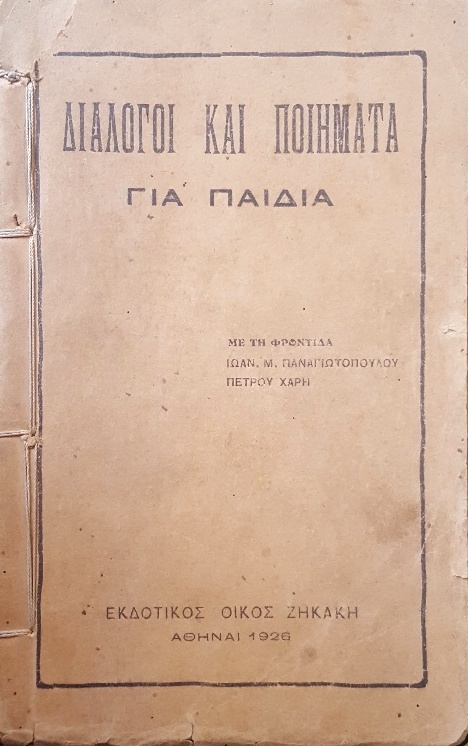 ΔΙΑΛΟΓΟΙ ΚΑΙ ΠΟΙΗΜΑΤΑ
ΓΙΑ ΠΑΙΔΙΑ
ΜΕ ΤΗ ΦΡΟΝΤΙΔΑ
ΙΩΑΝ. Μ. ΠΑΝΑΓΙΩΤΟΠΟΥΛΟΥ
ΠΕΤΡΟΥ ΧΑΡΗ
ΕΚΔΟΤΙΚΟΣ ΟΙΚΟΣ ΖΗΚΑΚΗ
ΑΘΗΝΑΙ 1926